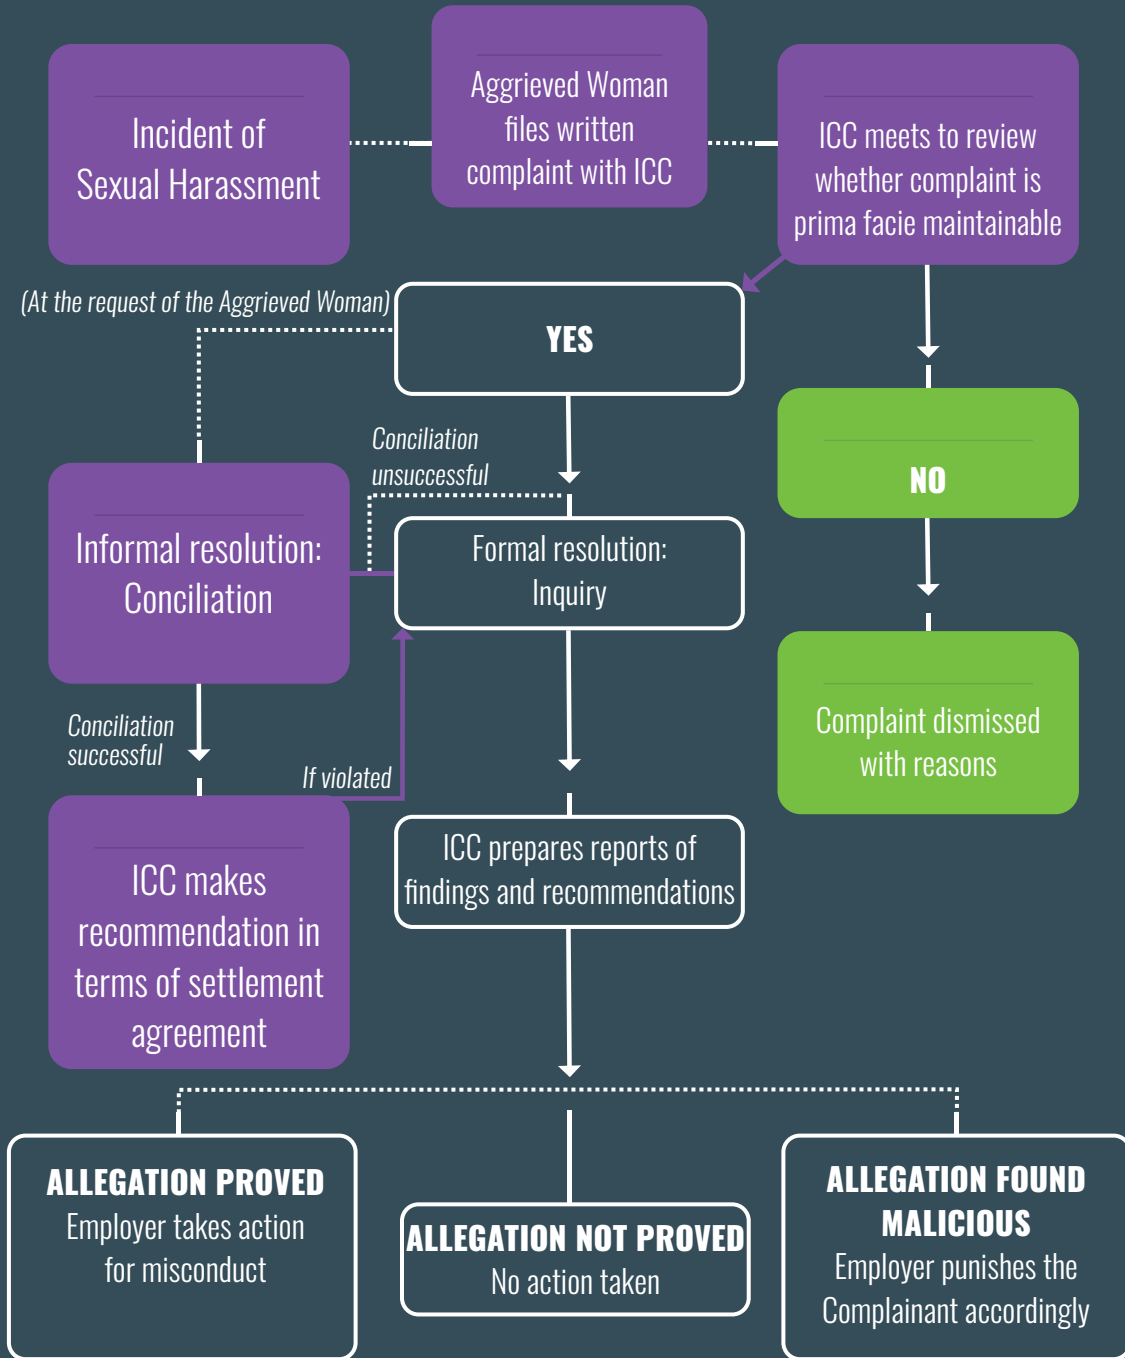 Incident of
Sexual Harassment
Aggrieved Woman
files written
complaint with ICC
ICC meets to review
whether complaint is
prima facie maintainable
(At the request of the Aggrieved Woman)
YES
NO
Conciliation
unsuccessful
Informal resolution:
Conciliation
Formal resolution:
Inquiry
Complaint dismissed
with reasons
Conciliation
successful
If violated
ICC makes
recommendation in
terms of settlement
agreement
ICC prepares reports of
findings and recommendations
ALLEGATION PROVED
Employer takes action
for misconduct
ALLEGATION NOT PROVED
No action taken
ALLEGATION FOUND
MALICIOUS
Employer punishes the
Complainant accordingly